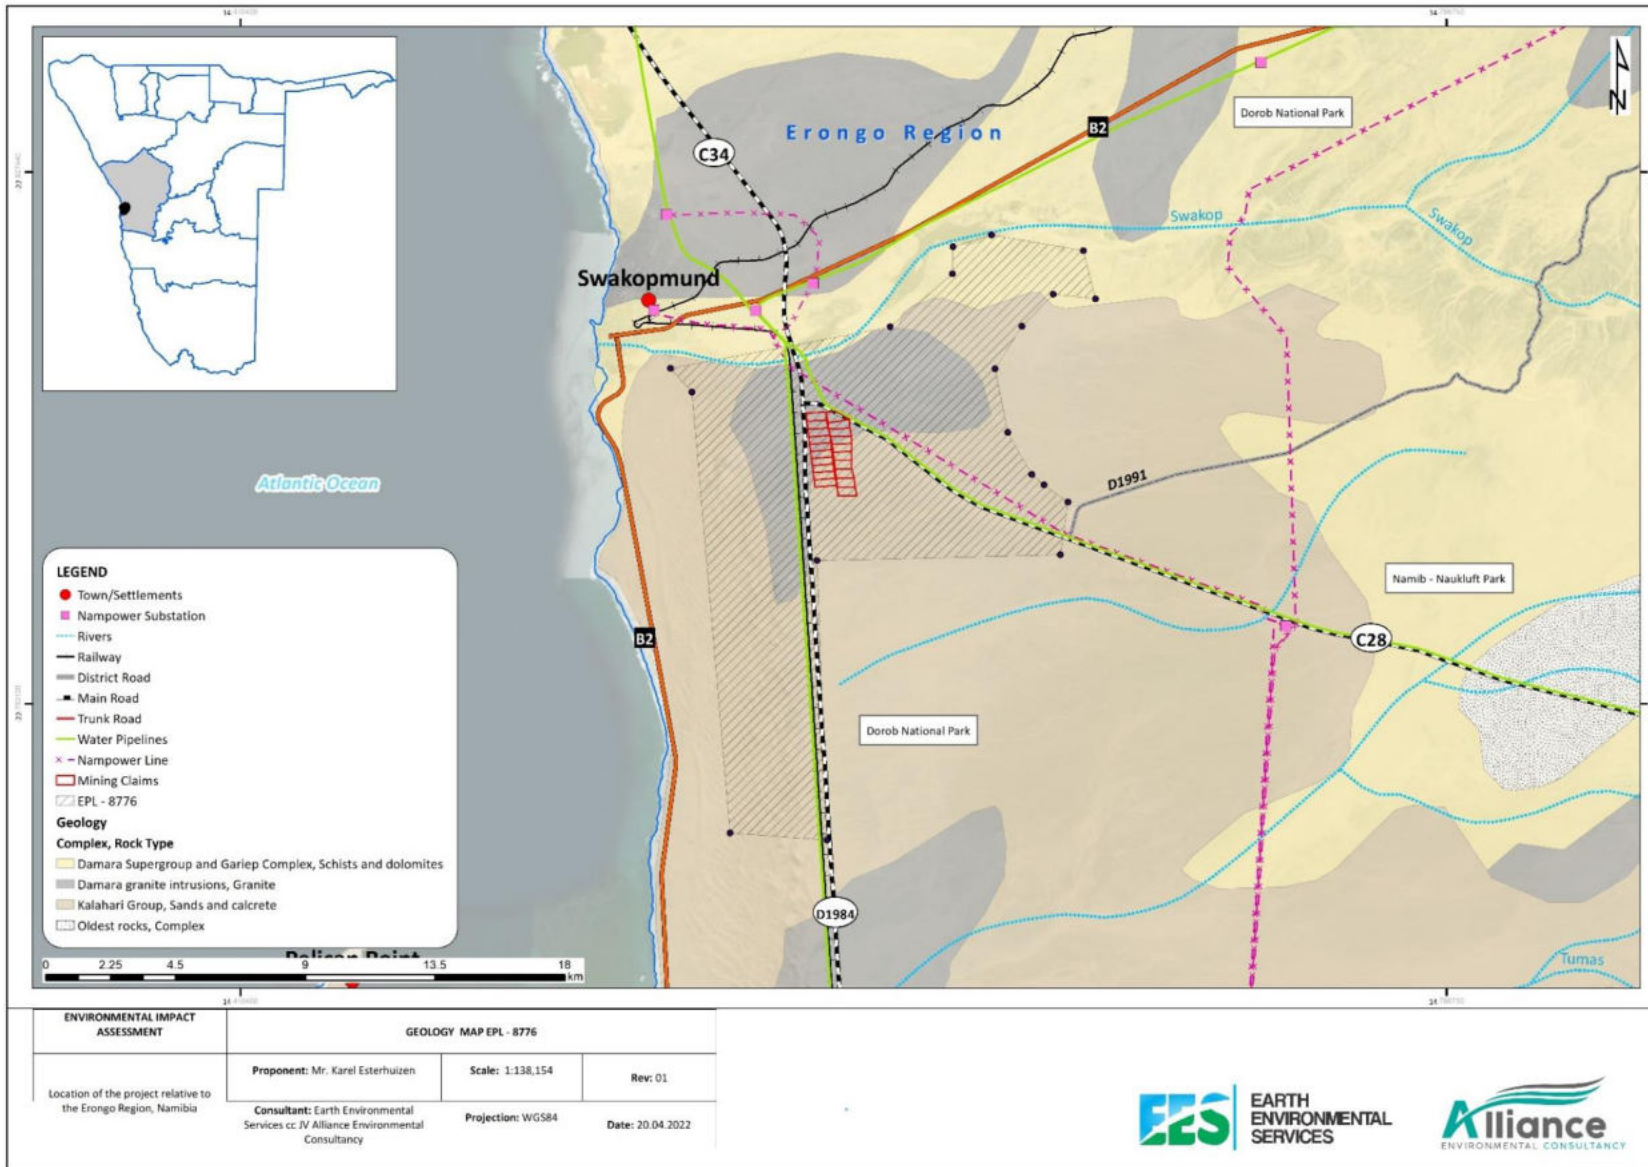 14.410400
14.786750
Erongo Region
Dorob National Park
B2
C34
Swakop
Swakop
Swakopmund
D1991
Atlantic Ocean
Namib - Naukluft Park
B2
C28
Dorob National Park
D1984
Tumas
LEGEND
Town/Settlements
Nampower Substation
Rivers
Railway
District Road
Main Road
Trunk Road
Water Pipelines
Nampower Line
Mining Claims
EPL - 8776
Geology
Complex, Rock Type
Damara Supergroup and Gariep Complex, Schists and dolomites
Damara granite intrusions, Granite
Kalahari Group, Sands and calcrete
Oldest rocks, Complex
Pelican Point
0 2.25 4.5 9 13.5 18
km
ENVIRONMENTAL IMPACT
ASSESSMENT
GEOLOGY MAP EPL - 8776
Location of the project relative to
the Erongo Region, Namibia
Proponent: Mr. Karel Esterhuizen
Scale: 1:138,154
Rev: 01
Consultant: Earth Environmental
Services cc JV Alliance Environmental
Consultancy
Projection: WGS84
Date: 20.04.2022
EES
EARTH
ENVIRONMENTAL
SERVICES
Alliance
ENVIRONMENTAL CONSULTANCY